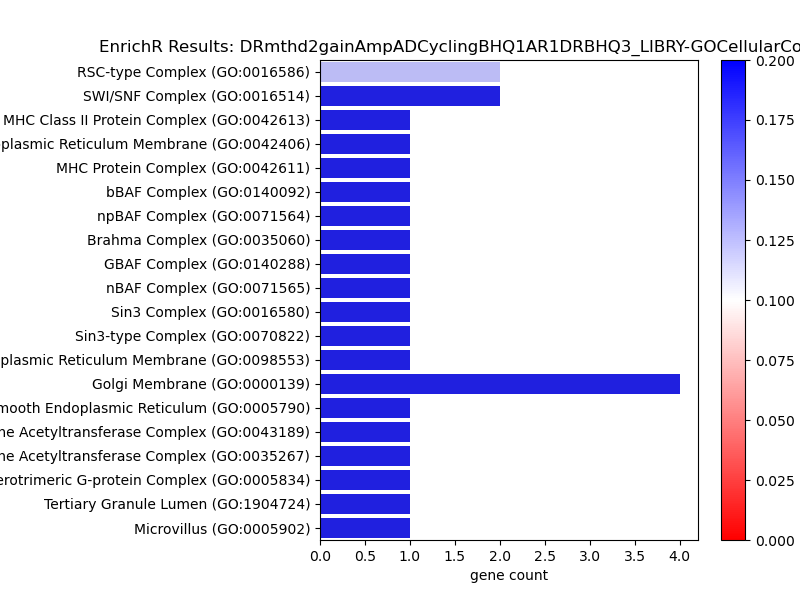 EnrichR Results: DRmthd2gainAmpADCyclingBHQ1AR1DRBHQ3_LIBRY-GOCellularCo
RSC-type Complex (GO:0016586)
SWI/SNF Complex (GO:0016514)
MHC Class II Protein Complex (GO:0042613)
plasmic Reticulum Membrane (GO:0042406)
MHC Protein Complex (GO:0042611)
bBAF Complex (GO:0140092)
npBAF Complex (GO:0071564)
Brahma Complex (GO:0035060)
GBAF Complex (GO:0140288)
nBAF Complex (GO:0071565)
Sin3 Complex (GO:0016580)
Sin3-type Complex (GO:0070822)
plasmic Reticulum Membrane (GO:0098553)
Golgi Membrane (GO:0000139)
mooth Endoplasmic Reticulum (GO:0005790)
ne Acetyltransferase Complex (GO:0043189)
ne Acetyltransferase Complex (GO:0035267)
erotrimeric G-protein Complex (GO:0005834)
Tertiary Granule Lumen (GO:1904724)
Microvillus (GO:0005902)
0.0 0.5 1.0 1.5 2.0 2.5 3.0 3.5 4.0
gene count
0.200
0.175
0.150
0.125
0.100
0.075
0.050
0.025
0.000